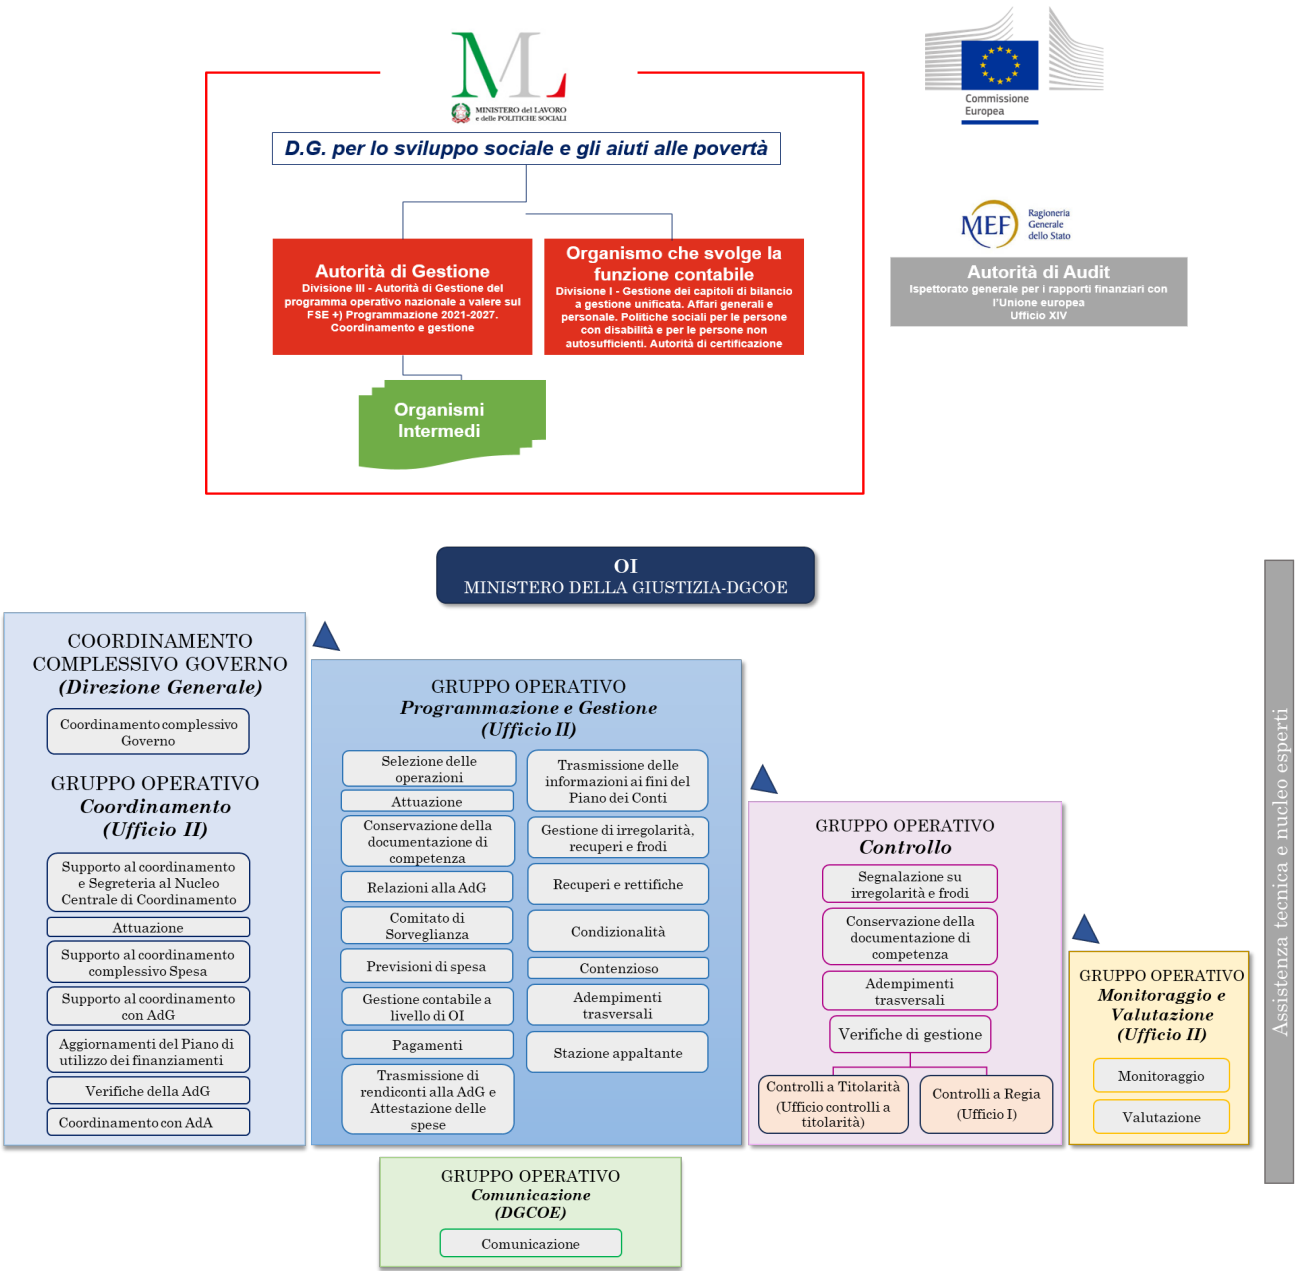 ML
MINISTERO del LAVORO
e delle POLITICHE SOCIALI
Commissione
Europea
D.G. per lo sviluppo sociale e gli aiuti alle povertà
MEF
Ragioneria
Generale
dello Stato
Autorità di Gestione
Divisione III - Autorità di Gestione del
programma operativo nazionale a valere sul
FSE +) Programmazione 2021-2027.
Coordinamento e gestione
Organismo che svolge la
funzione contabile
Divisione I - Gestione dei capitoli di bilancio
a gestione unificata. Affari generali e
personale. Politiche sociali per le persone
con disabilità e per le persone non
autosufficienti. Autorità di certificazione
Autorità di Audit
Ispettorato generale per i rapporti finanziari con
l'Unione europea
Ufficio XIV
Organismi
Intermedi
OI
MINISTERO DELLA GIUSTIZIA-DGCOE
COORDINAMENTO
COMPLESSIVO GOVERNO
(Direzione Generale)
Coordinamento complessivo
Governo
GRUPPO OPERATIVO
Coordinamento
(Ufficio II)
Supporto al coordinamento
e Segreteria al Nucleo
Centrale di Coordinamento
Attuazione
Supporto al coordinamento
complessivo Spesa
Supporto al coordinamento
con AdG
Aggiornamenti del Piano di
utilizzo dei finanziamenti
Verifiche della AdG
Coordinamento con AdA
GRUPPO OPERATIVO
Programmazione e Gestione
(Ufficio II)
Selezione delle
operazioni
Attuazione
Conservazione della
documentazione di
competenza
Relazioni alla AdG
Comitato di
Sorveglianza
Previsioni di spesa
Gestione contabile a
livello di OI
Pagamenti
Trasmissione di
rendiconti alla AdG e
Attestazione delle
spese
Trasmissione delle
informazioni ai fini del
Piano dei Conti
Gestione di irregolarità,
recuperi e frodi
Recuperi e rettifiche
Condizionalità
Contenzioso
Adempimenti
trasversali
Stazione appaltante
GRUPPO OPERATIVO
Controllo
Segnalazione su
irregolarità e frodi
Conservazione della
documentazione di
competenza
Adempimenti
trasversali
Verifiche di gestione
Controlli a Titolarità
(Ufficio controlli a
titolarità)
Controlli a Regia
(Ufficio I)
GRUPPO OPERATIVO
Monitoraggio e
Valutazione
(Ufficio II)
Monitoraggio
Valutazione
Assistenza tecnica e nucleo esperti
GRUPPO OPERATIVO
Comunicazione
(DGCOE)
Comunicazione